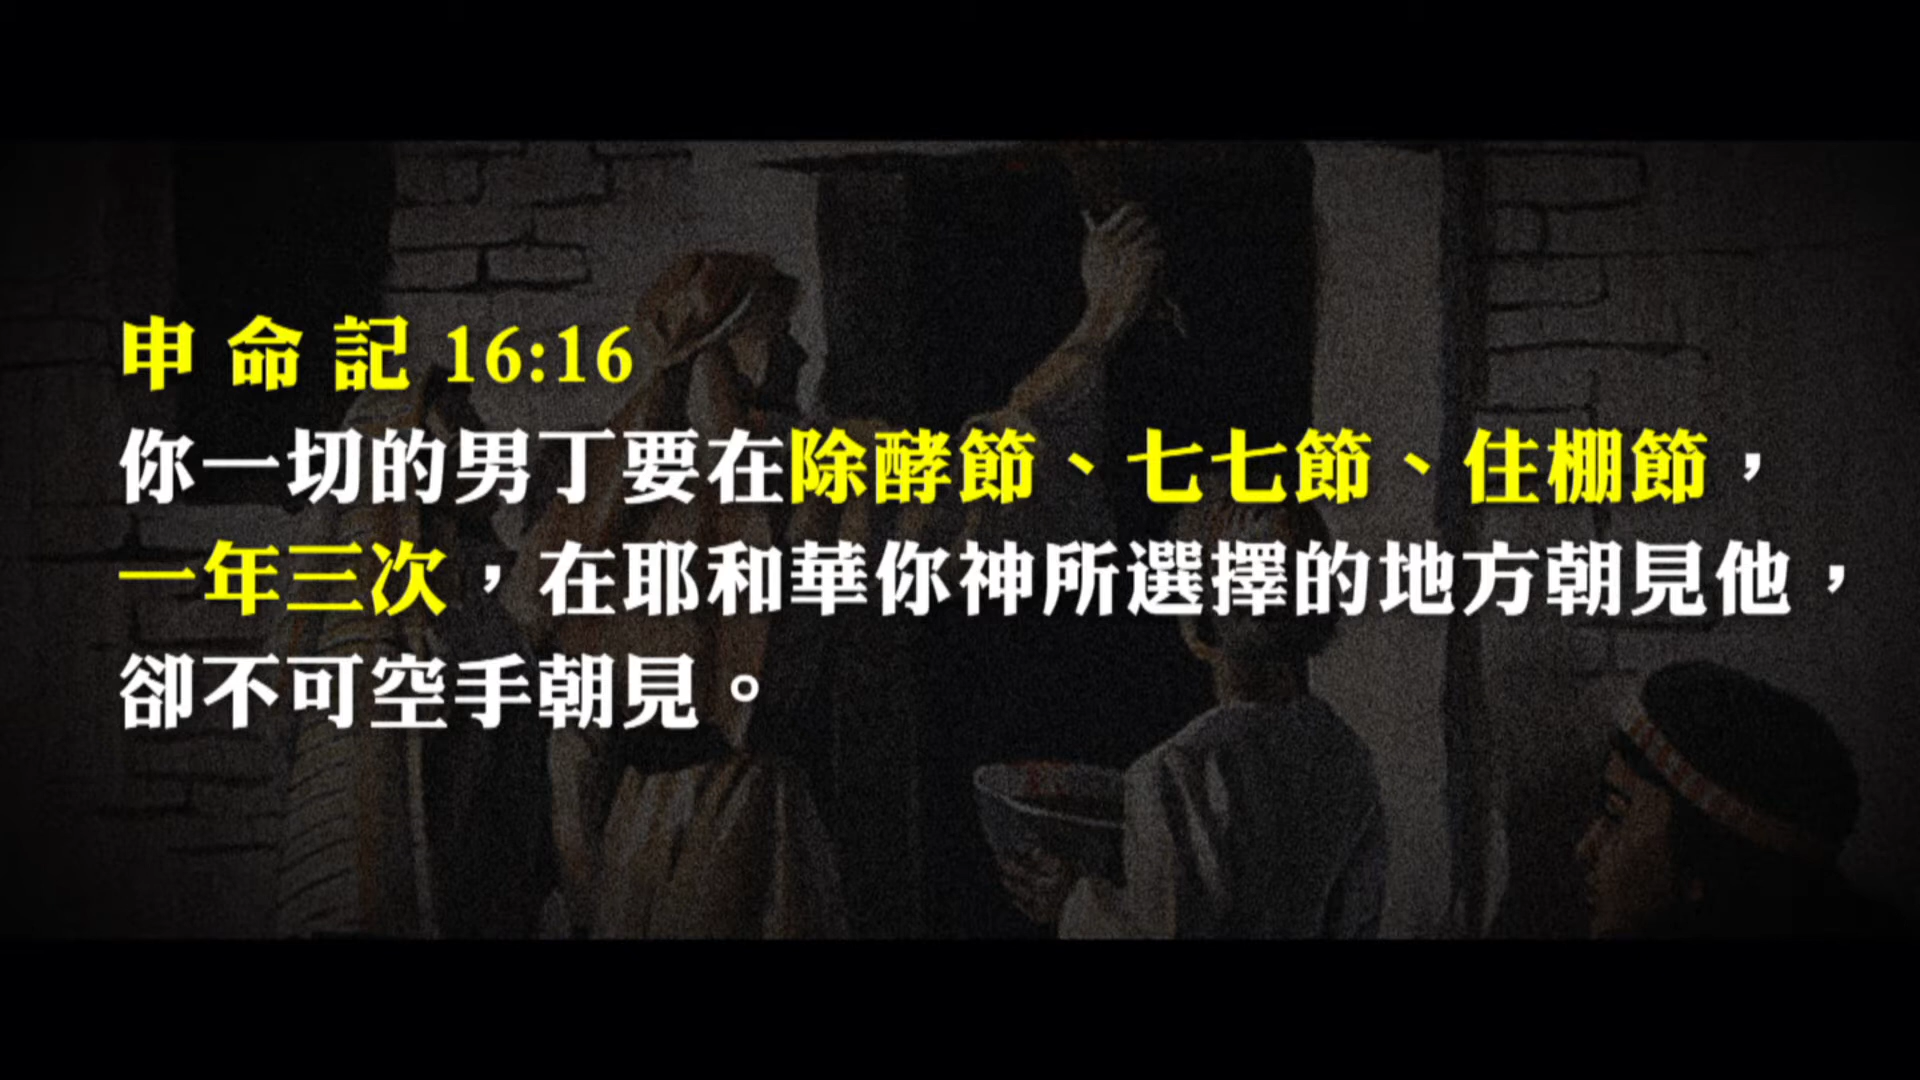 申命記 16:16
你一切的男丁要在除酵節、七七節、住棚節，
一年三次，在耶和華你神所選擇的地方朝見他，
卻不可空手朝見。